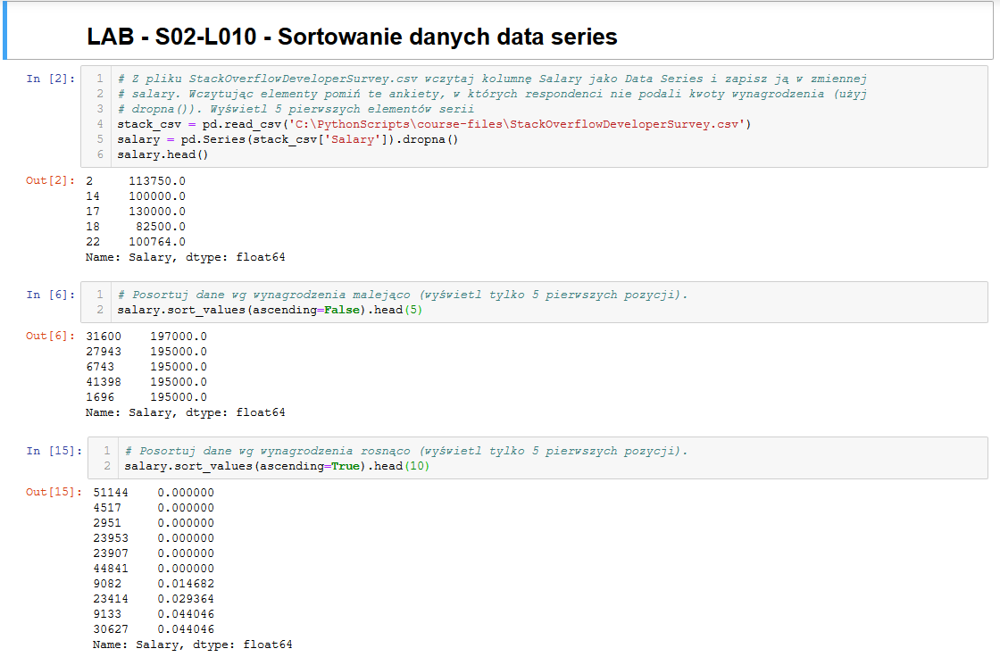 LAB - S02-L010 - Sortowanie danych data series
In [2]:
1 # Z pliku StackOverflowDeveloperSurvey.csv wczytaj kolumnę Salary jako Data Series i zapisz ją w zmiennej
2 # salary. Wczytując elementy pomiń te ankiety, w których respondenci nie podali kwoty wynagrodzenia (użyj
3 # dropna()). Wyświetl 5 pierwszych elementów serii
4 stack_csv = pd.read_csv('C:\PythonScripts\course-files\StackOverflowDeveloperSurvey.csv')
5 salary = pd.Series(stack_csv['Salary']).dropna()
6 salary.head()
Out[2]:
2 113750.0
14 100000.0
17 130000.0
18 82500.0
22 100764.0
Name: Salary, dtype: float64
In [6]:
1 # Posortuj dane wg wynagrodzenia malejąco (wyświetl tylko 5 pierwszych pozycji).
2 salary.sort_values(ascending=False).head(5)
Out[6]:
31600 197000.0
27943 195000.0
6743 195000.0
41398 195000.0
1696 195000.0
Name: Salary, dtype: float64
In [15]:
1 # Posortuj dane wg wynagrodzenia rosnąco (wyświetl tylko 5 pierwszych pozycji).
2 salary.sort_values(ascending=True).head(10)
Out[15]:
51144 0.000000
4517 0.000000
2951 0.000000
23953 0.000000
23907 0.000000
44841 0.000000
9082 0.014682
23414 0.029364
9133 0.044046
30627 0.044046
Name: Salary, dtype: float64